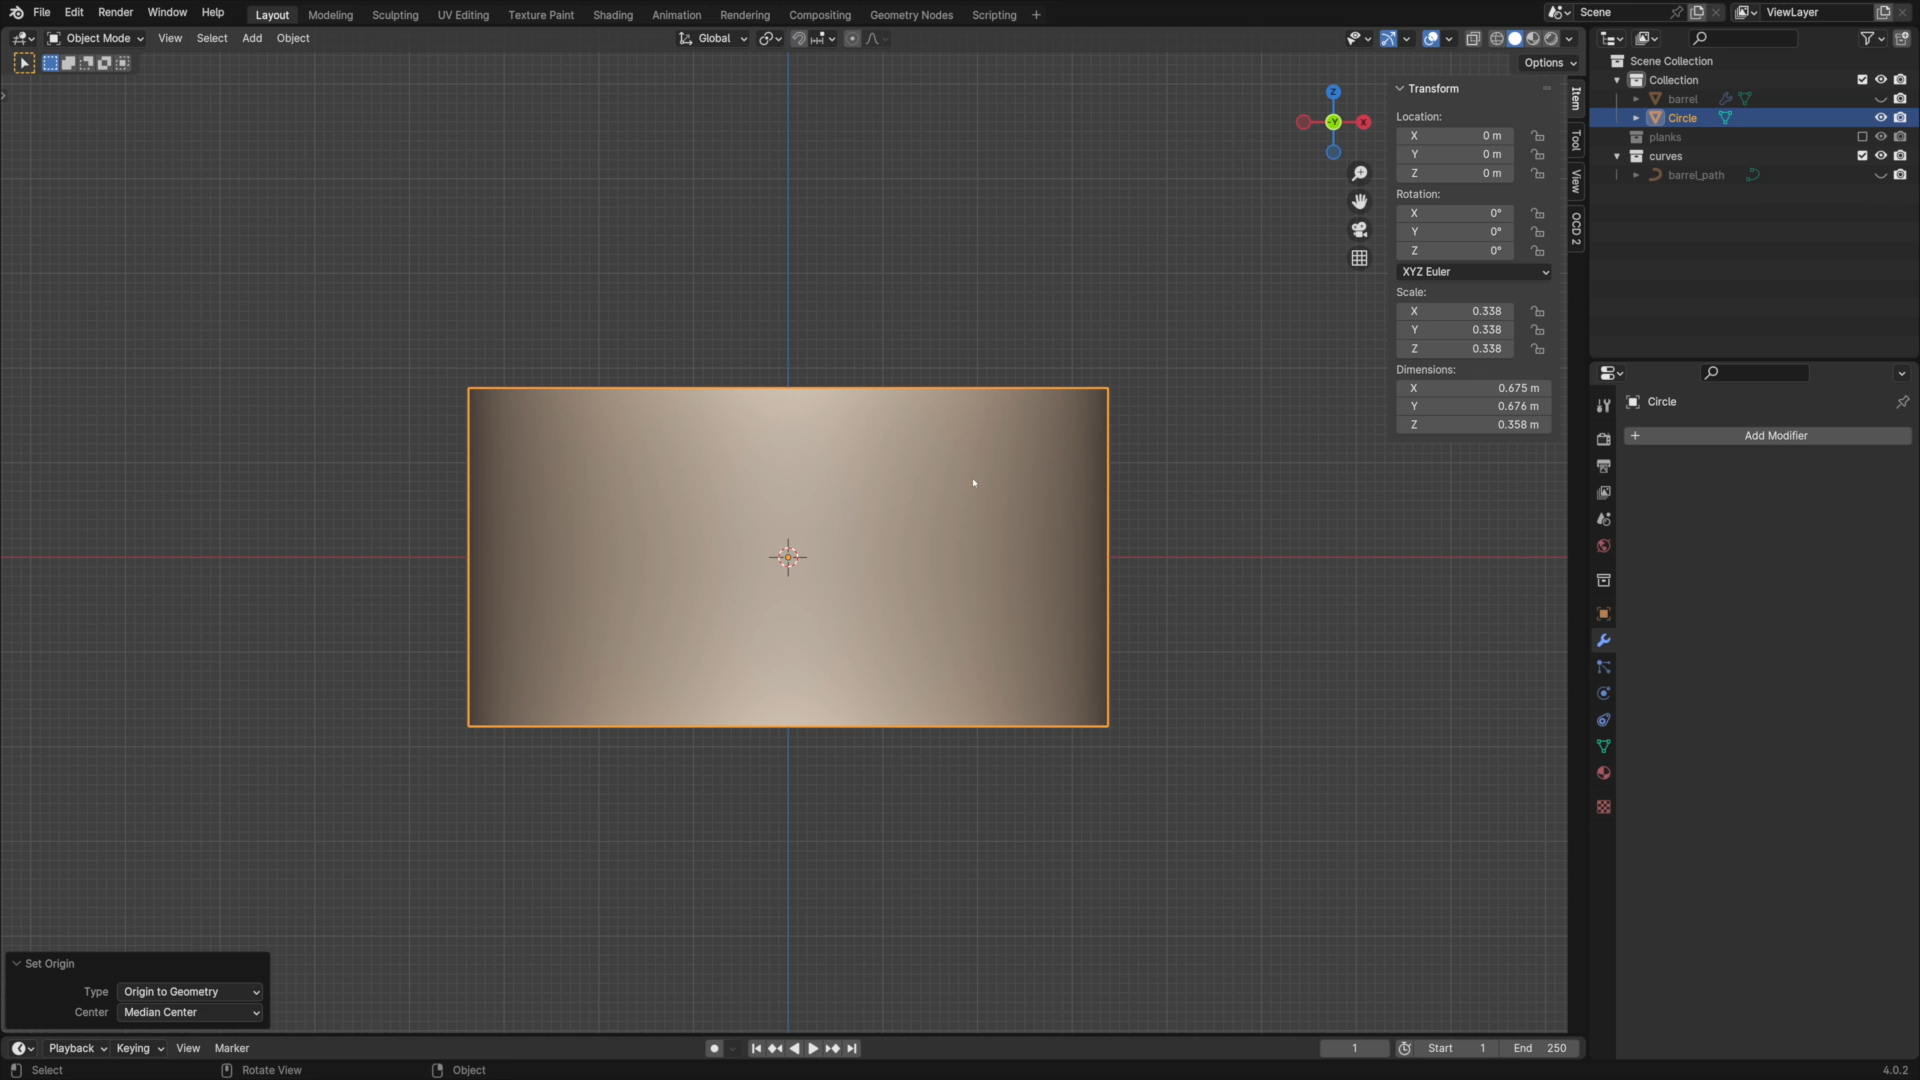 File Edit Render Window Help Layout Modeling Sculpting UV Editing Texture Paint Shading Animation Rendering Compositing Geometry Nodes Scripting + Scene ViewLayer
Object Mode View Select Add Object Global
Options
Scene Collection
Collection
barrel
Circle
planks
curves
barrel_path
Z
-Y
X
Item
Tool
View
OCD 2
Transform
Location:
X 0 m
Y 0 m
Z 0 m
Rotation:
X 0°
Y 0°
Z 0°
XYZ Euler
Scale:
X 0.338
Y 0.338
Z 0.338
Dimensions:
X 0.675 m
Y 0.676 m
Z 0.358 m
Circle
+ Add Modifier
Set Origin
Type Origin to Geometry
Center Median Center
Playback Keying View Marker 1 Start 1 End 250
Select Rotate View Object 4.0.2